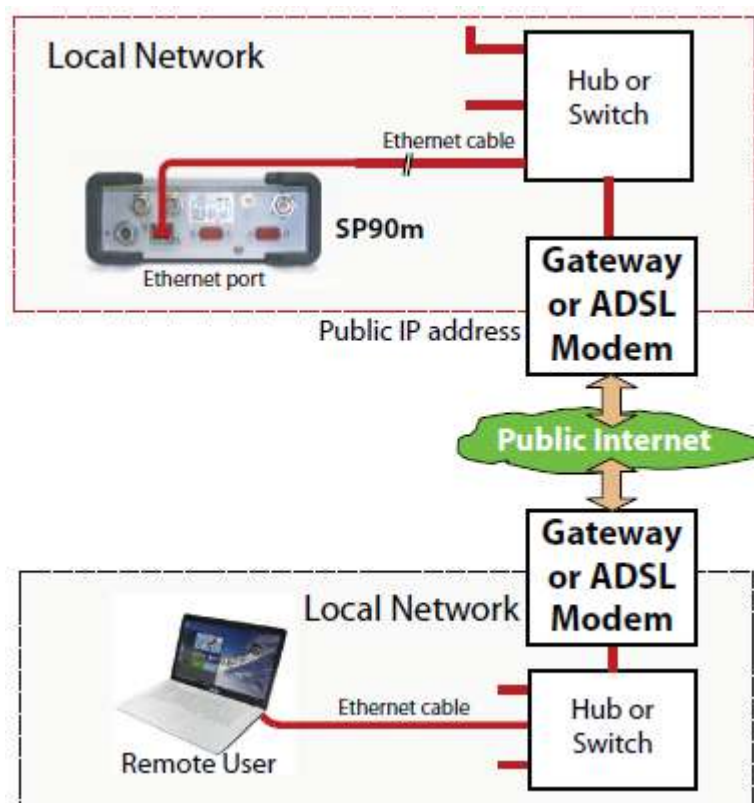 Local Network
Hub or
Switch
Ethernet cable
SP90m
Ethernet port
Gateway
or ADSL
Modem
Public IP address
Public Internet
Gateway
or ADSL
Modem
Local Network
Ethernet cable
Hub or
Switch
Remote User